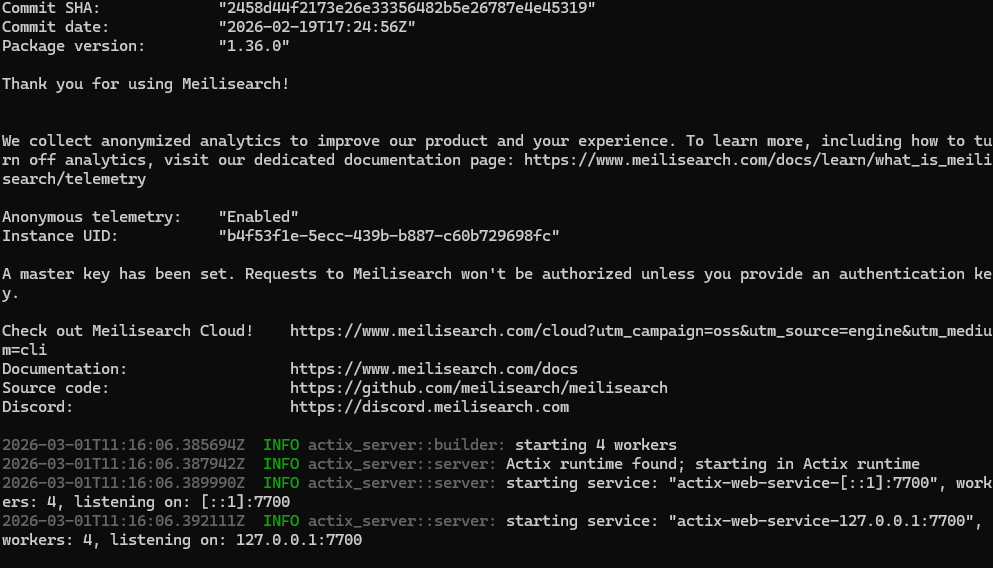 Commit SHA:             "2458d44f2173e26e33356482b5e26787e4e45319"
Commit date:            "2026-02-19T17:24:56Z"
Package version:        "1.36.0"
Thank you for using Meilisearch!
We collect anonymized analytics to improve our product and your experience. To learn more, including how to tu
rn off analytics, visit our dedicated documentation page: https://www.meilisearch.com/docs/learn/what_is_meili
search/telemetry
Anonymous telemetry:    "Enabled"
Instance UID:           "b4f53f1e-5ecc-439b-b887-c60b729698fc"
A master key has been set. Requests to Meilisearch won't be authorized unless you provide an authentication ke
y.
Check out Meilisearch Cloud!    https://www.meilisearch.com/cloud?utm_campaign=oss&utm_source=engine&utm_mediu
m=cli
Documentation:                  https://www.meilisearch.com/docs
Source code:                    https://github.com/meilisearch/meilisearch
Discord:                        https://discord.meilisearch.com
2026-03-01T11:16:06.385694Z  INFO actix_server::builder: starting 4 workers
2026-03-01T11:16:06.387942Z  INFO actix_server::server: Actix runtime found; starting in Actix runtime
2026-03-01T11:16:06.389990Z  INFO actix_server::server: starting service: "actix-web-service-[::1]:7700", work
ers: 4, listening on: [::1]:7700
2026-03-01T11:16:06.392111Z  INFO actix_server::server: starting service: "actix-web-service-127.0.0.1:7700",
workers: 4, listening on: 127.0.0.1:7700